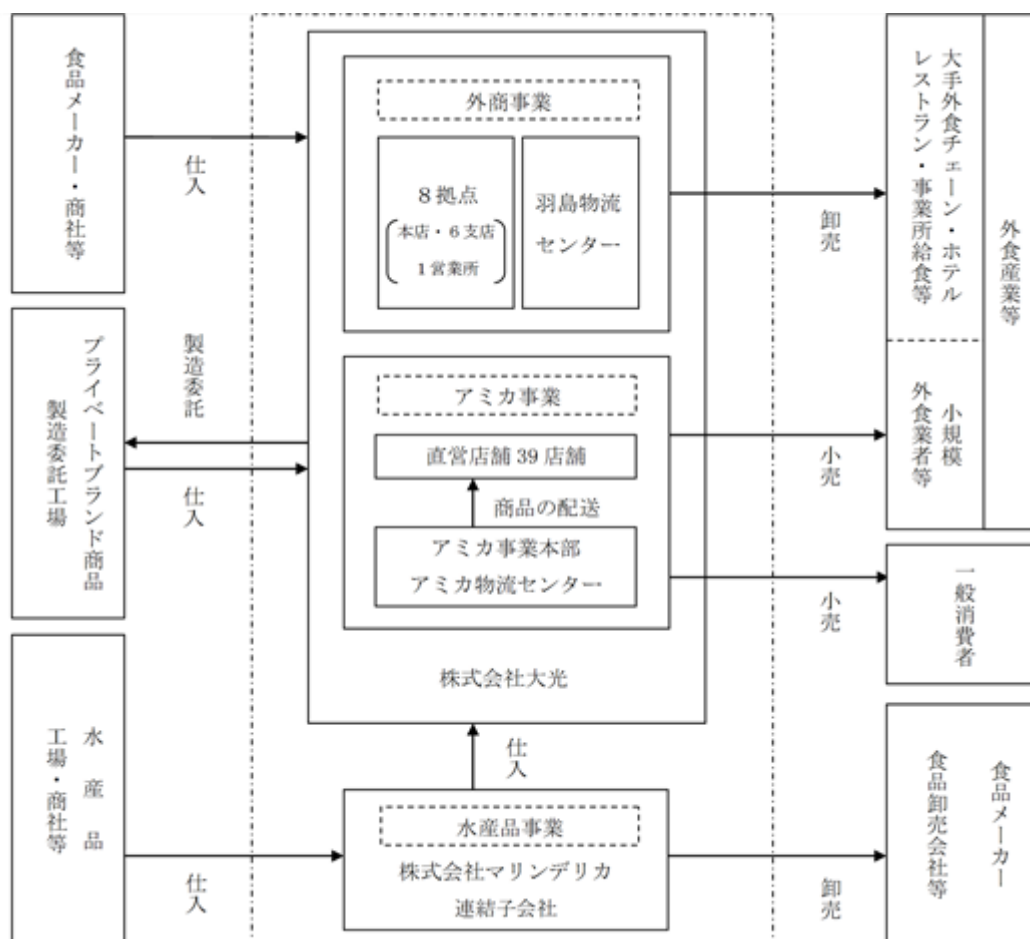 食品メーカー・商社等
仕入
プライベートブランド商品
製造委託工場
製造委託
仕入
水産品
工場・商社等
仕入
外商事業
8拠点
本店・6支店
1営業所
羽島物流
センター
アミカ事業
直営店舗39店舗
商品の配送
アミカ事業本部
アミカ物流センター
株式会社大光
仕入
水産品事業
株式会社マリンデリカ
連結子会社
卸売
小売
小売
卸売
大手外食チェーン・ホテル
レストラン・事業所給食等
小規模
外食業者等
外食産業等
一般消費者
食品メーカー
食品卸売会社等